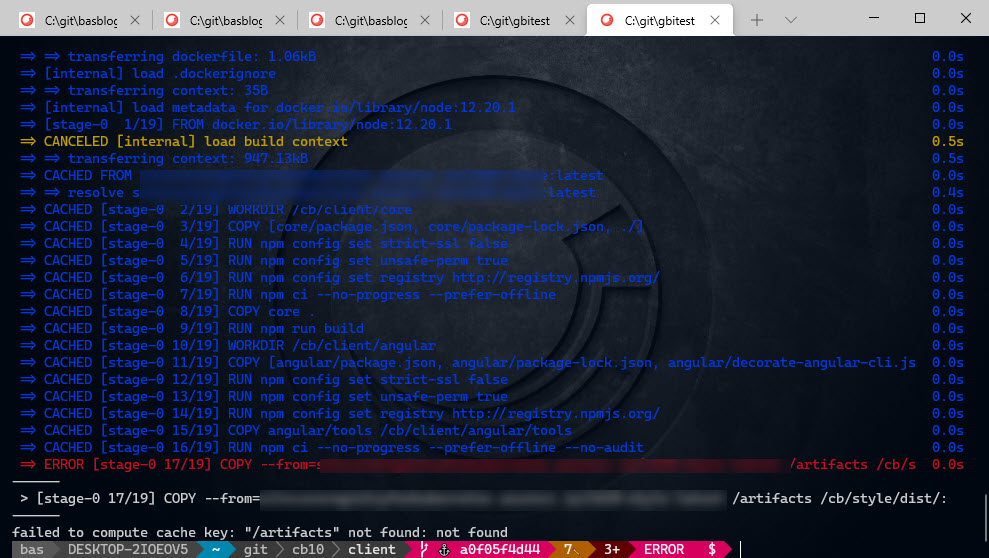 C:\git\basblog
C:\git\basblog
C:\git\basblog
C:\git\gbitest
C:\git\gbitest
=> => transferring dockerfile: 1.06kB 0.0s
=> [internal] load .dockerignore 0.0s
=> => transferring context: 35B 0.0s
=> [internal] load metadata for docker.io/library/node:12.20.1 0.0s
=> [stage-0  1/19] FROM docker.io/library/node:12.20.1 0.0s
=> CANCELED [internal] load build context 0.5s
=> => transferring context: 947.13kB 0.5s
=> CACHED FROM :latest 0.0s
=> => resolve s :latest 0.4s
=> CACHED [stage-0  2/19] WORKDIR /cb/client/core 0.0s
=> CACHED [stage-0  3/19] COPY [core/package.json, core/package-lock.json, ./] 0.0s
=> CACHED [stage-0  4/19] RUN npm config set strict-ssl false 0.0s
=> CACHED [stage-0  5/19] RUN npm config set unsafe-perm true 0.0s
=> CACHED [stage-0  6/19] RUN npm config set registry http://registry.npmjs.org/ 0.0s
=> CACHED [stage-0  7/19] RUN npm ci --no-progress --prefer-offline 0.0s
=> CACHED [stage-0  8/19] COPY core . 0.0s
=> CACHED [stage-0  9/19] RUN npm run build 0.0s
=> CACHED [stage-0 10/19] WORKDIR /cb/client/angular 0.0s
=> CACHED [stage-0 11/19] COPY [angular/package.json, angular/package-lock.json, angular/decorate-angular-cli.js 0.0s
=> CACHED [stage-0 12/19] RUN npm config set strict-ssl false 0.0s
=> CACHED [stage-0 13/19] RUN npm config set unsafe-perm true 0.0s
=> CACHED [stage-0 14/19] RUN npm config set registry http://registry.npmjs.org/ 0.0s
=> CACHED [stage-0 15/19] COPY angular/tools /cb/client/angular/tools 0.0s
=> CACHED [stage-0 16/19] RUN npm ci --no-progress --prefer-offline --no-audit 0.0s
=> ERROR [stage-0 17/19] COPY --from=s /artifacts /cb/s 0.0s
------
> [stage-0 17/19] COPY --from= /artifacts /cb/style/dist/:
------
failed to compute cache key: "/artifacts" not found: not found
bas DESKTOP-2IOEOV5 ~ git cb10 client a0f05f4d44 7 3+ ERROR $